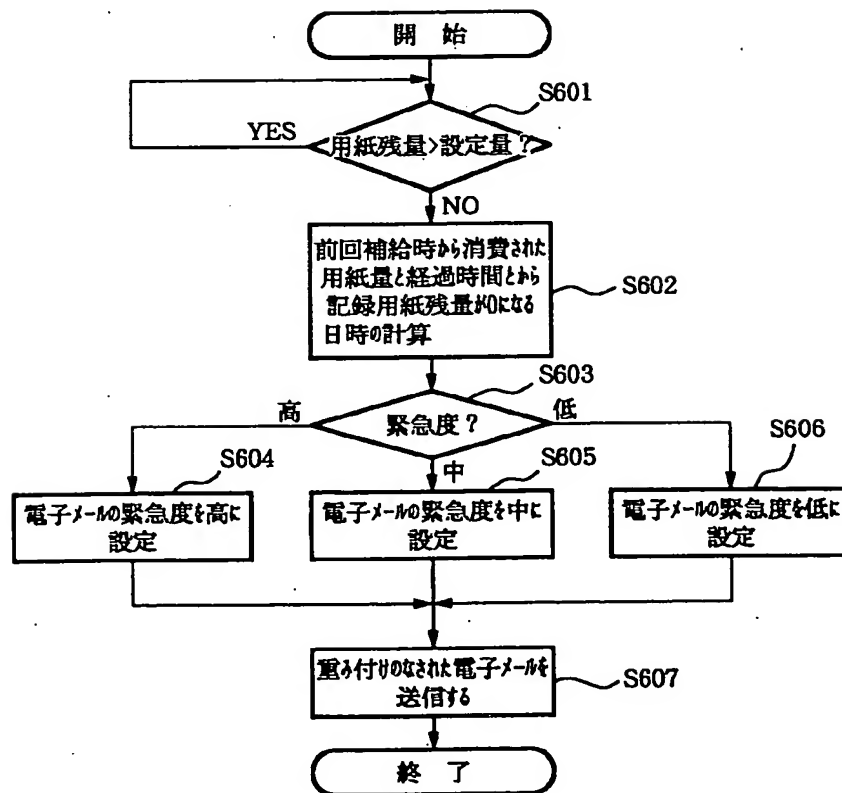 開始
S601
YES
用紙残量>設定量?
NO
前回補給時から消費された
用紙量と経過時間とから
記録用紙残量が0になる
日時の計算
S602
S603
高
緊急度?
低
S604
中
S605
S606
電子メールの緊急度を高に
設定
電子メールの緊急度を中に
設定
電子メールの緊急度を低に
設定
重み付けのなされた電子メールを
送信する
S607
終了